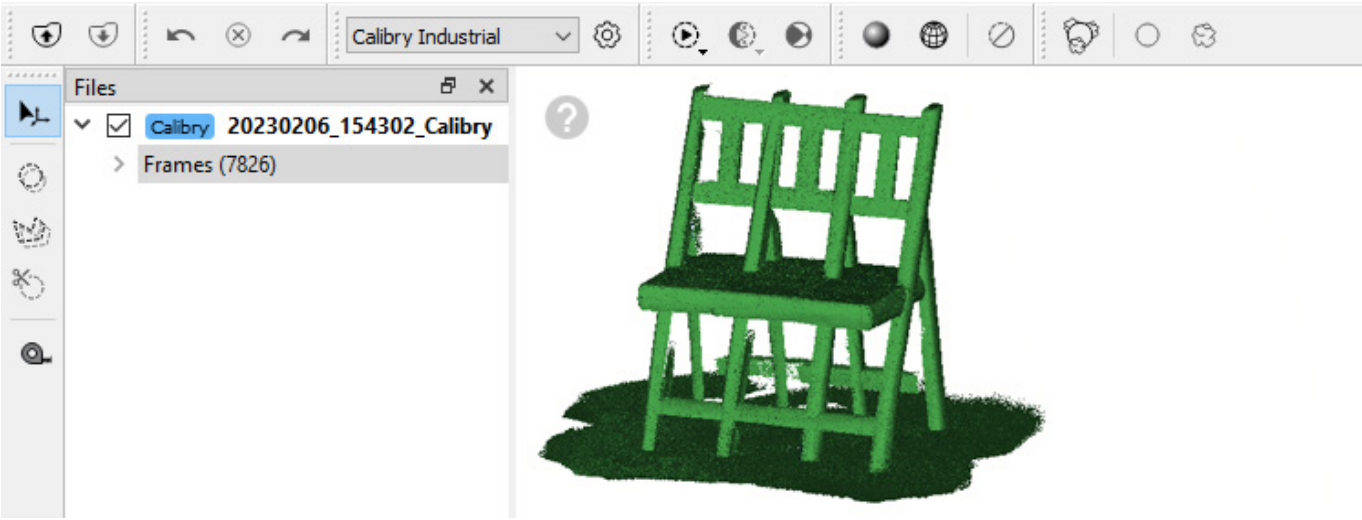 Calibry Industrial
Files
Calibry 20230206_154302_Calibry
Frames (7826)
?